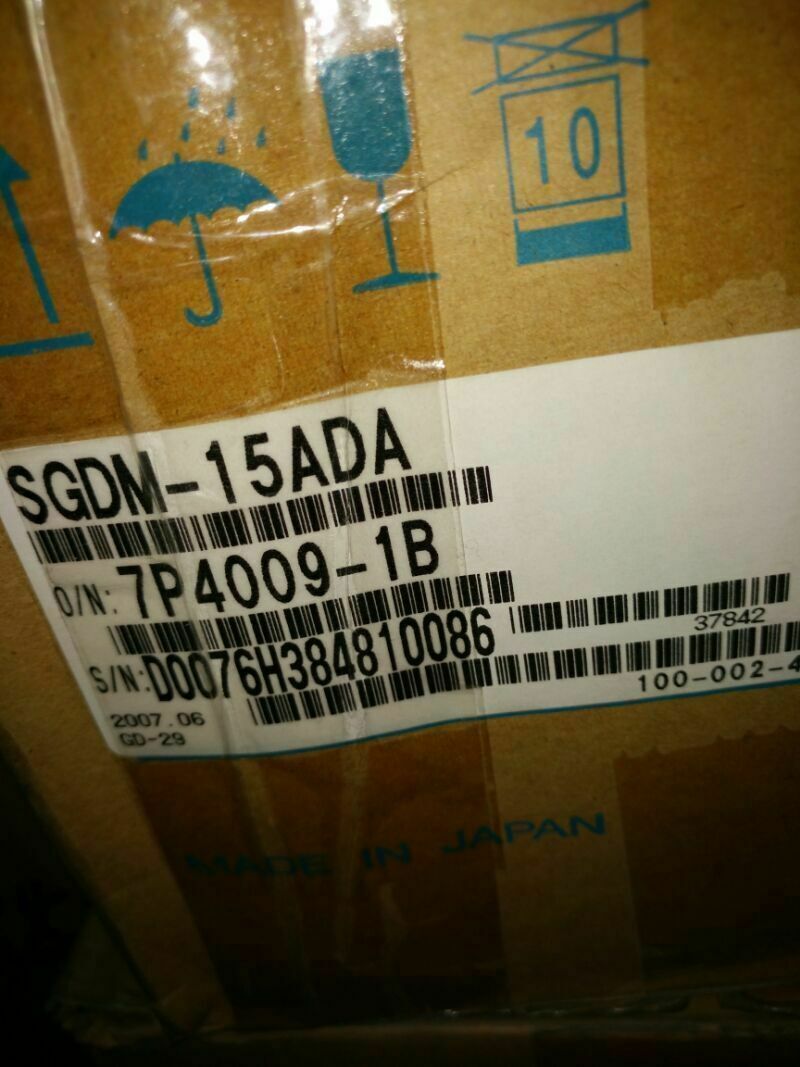 10
SGDM-15ADA
O/N: 7P4009-1B
S/N: D0076H384810086
37842
100-002-4
2007.06
GD-29
MADE IN JAPAN